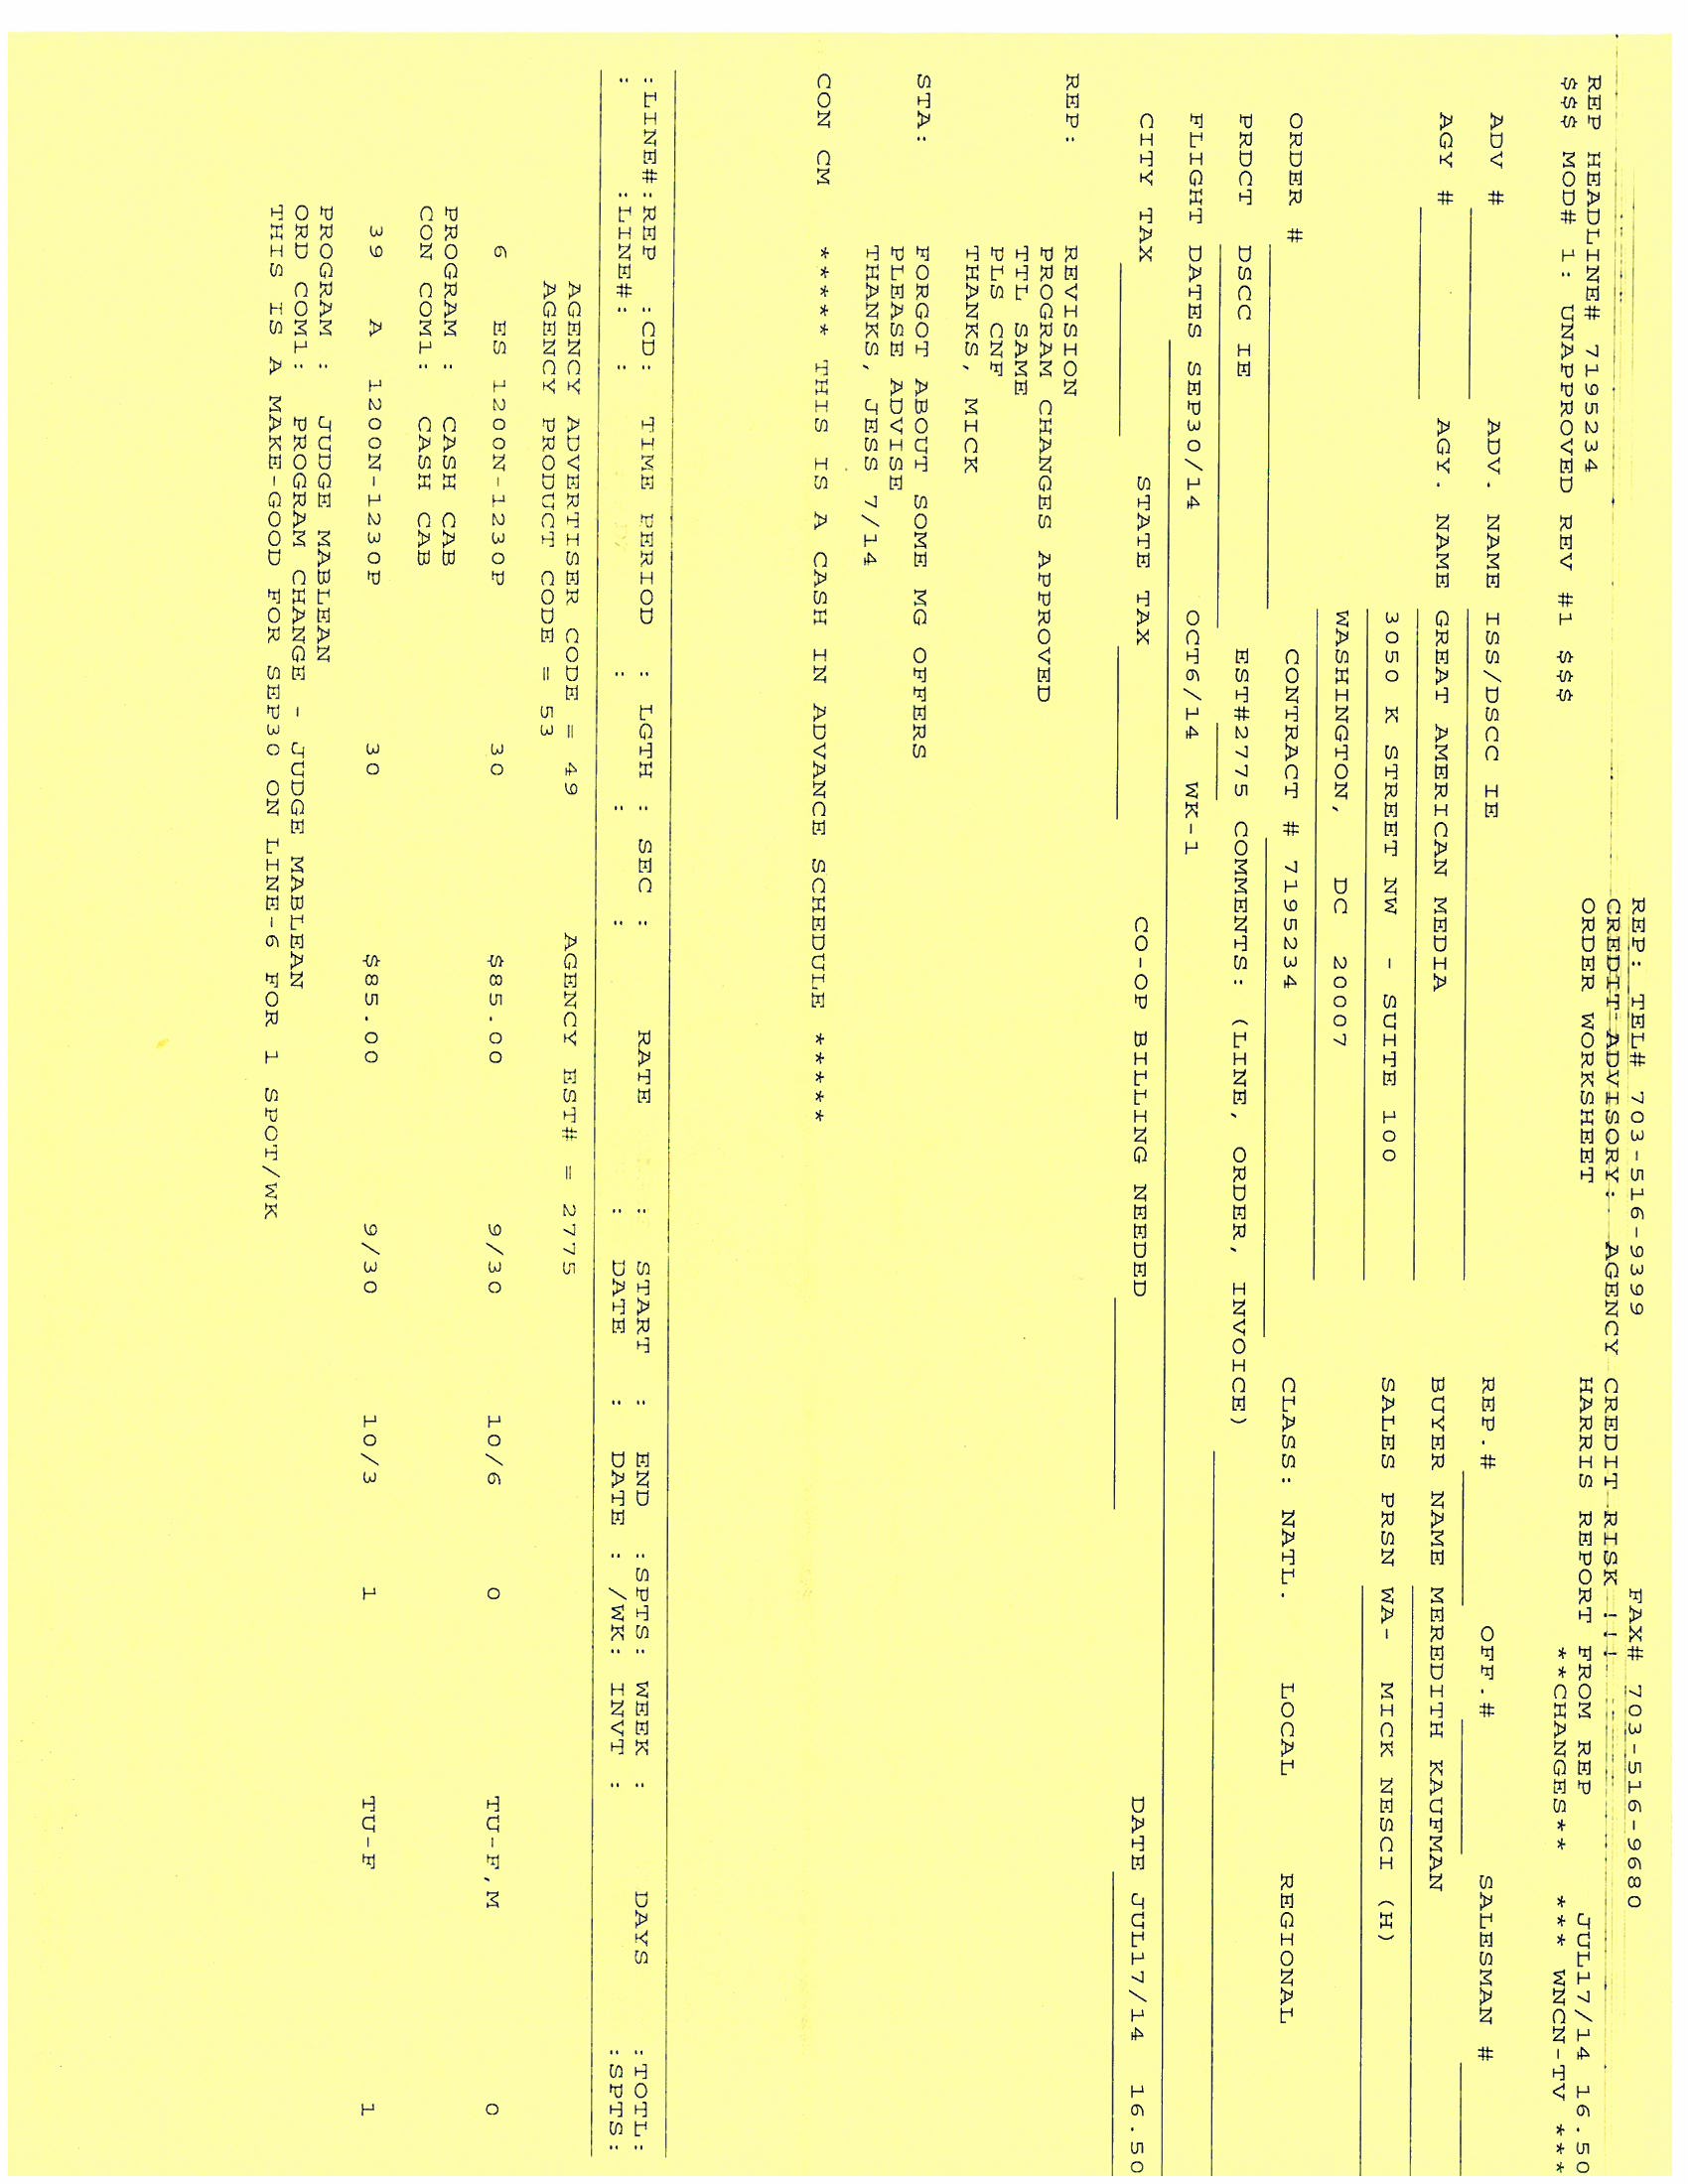 REP: TEL# 703-516-9399 FAX# 703-516-9680
CREDIT ADVISORY: AGENCY CREDIT RISK !!!
REP HEADLINE# 7195234 ORDER WORKSHEET HARRIS REPORT FROM REP JUL17/14 16.50
$$$ MOD# 1: UNAPPROVED REV #1 $$$ **CHANGES** *** WNCN-TV ***
ADV # ADV. NAME ISS/DSCC IE REP.# OFF.# SALESMAN #
AGY # AGY. NAME GREAT AMERICAN MEDIA BUYER NAME MEREDITH KAUFMAN
3050 K STREET NW - SUITE 100 SALES PRSN WA- MICK NESCI (H)
WASHINGTON, DC 20007
ORDER # CONTRACT # 7195234 CLASS: NATL. LOCAL REGIONAL
PRDCT DSCC IE EST#2775 COMMENTS: (LINE, ORDER, INVOICE)
FLIGHT DATES SEP30/14 OCT6/14 WK-1
CITY TAX STATE TAX CO-OP BILLING NEEDED DATE JUL17/14 16.50
REP: REVISION
PROGRAM CHANGES APPROVED
TTL SAME
PLS CNF
THANKS, MICK
STA: FORGOT ABOUT SOME MG OFFERS
PLEASE ADVISE
THANKS, JESS 7/14
CON CM ***** THIS IS A CASH IN ADVANCE SCHEDULE *****
:LINE#:REP :CD: TIME PERIOD : LGTH : SEC : RATE : START : END :SPTS: WEEK : DAYS :TOTL:
: :LINE#: : : : : : DATE : DATE : /WK: INVT : :SPTS:
AGENCY ADVERTISER CODE = 49 AGENCY EST# = 2775
AGENCY PRODUCT CODE = 53
6 ES 1200N-1230P 30 $85.00 9/30 10/6 0 TU-F,M 0
PROGRAM : CASH CAB
CON COM1: CASH CAB
39 A 1200N-1230P 30 $85.00 9/30 10/3 1 TU-F 1
PROGRAM : JUDGE MABLEAN
ORD COM1: PROGRAM CHANGE - JUDGE MABLEAN
THIS IS A MAKE-GOOD FOR SEP30 ON LINE-6 FOR 1 SPOT/WK